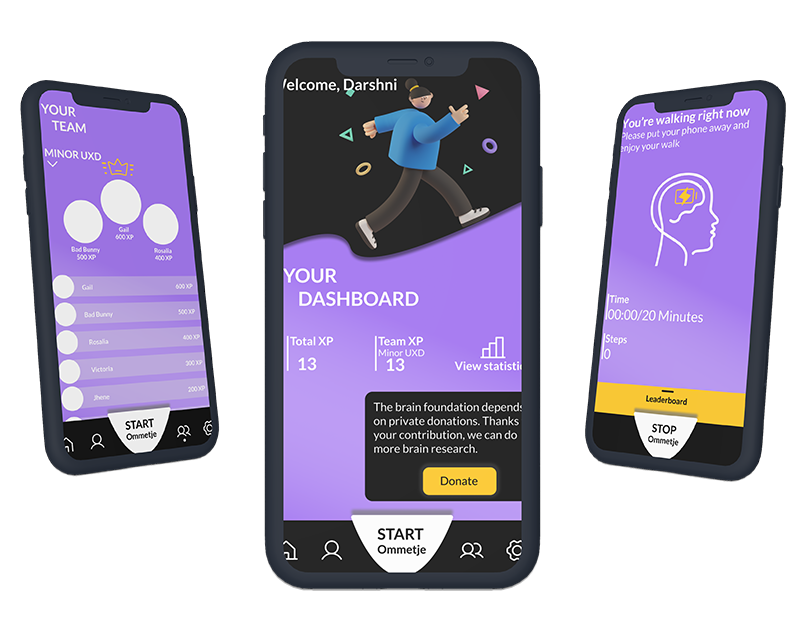 YOUR
TEAM
MINOR UXD
Gail
600 XP
Bad Bunny
500 XP
Rosalia
400 XP
Gail 600 XP
Bad Bunny 500 XP
Rosalia 400 XP
Victoria 300 XP
Jhene 200 XP
START
Ommetje
elcome, Darshni
YOUR
DASHBOARD
Total XP
13
Team XP
Minor UXD
13
View statistic
The brain foundation depends
on private donations. Thanks
your contribution, we can do
more brain research.
Donate
START
Ommetje
You're walking right now
Please put your phone away and
enjoy your walk
Time
00:00/20 Minutes
Steps
0
Leaderboard
STOP
Ommetje